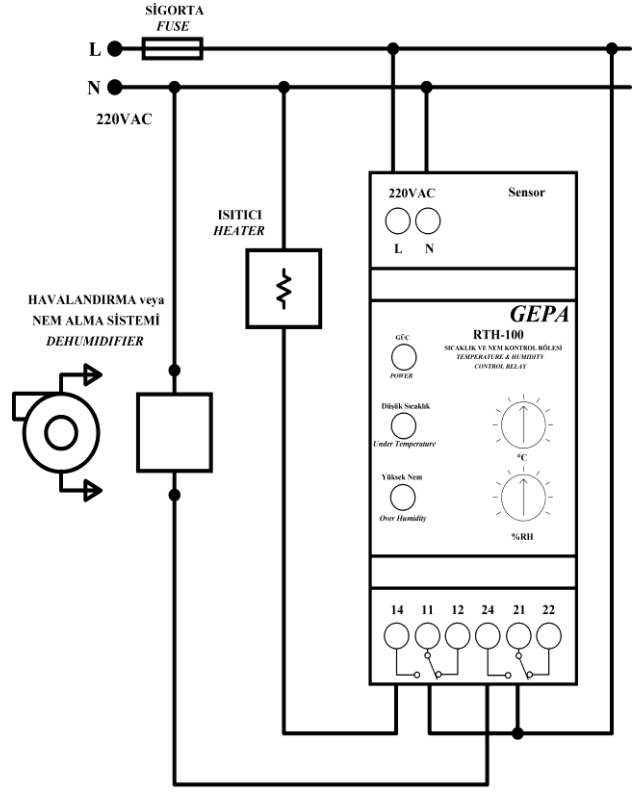 SİGORTA
FUSE
L
N
220VAC
220VAC
Sensor
L N
ISITICI
HEATER
HAVALANDIRMA veya
NEM ALMA SİSTEMİ
DEHUMIDIFIER
GEPA
RTH-100
SICAKLIK VE NEM KONTROL RÖLESİ
TEMPERATURE & HUMIDITY
CONTROL RELAY
GÜÇ
POWER
Düşük Sıcaklık
Under Temperature
°C
Yüksek Nem
Over Humidity
%RH
14 11 12 24 21 22